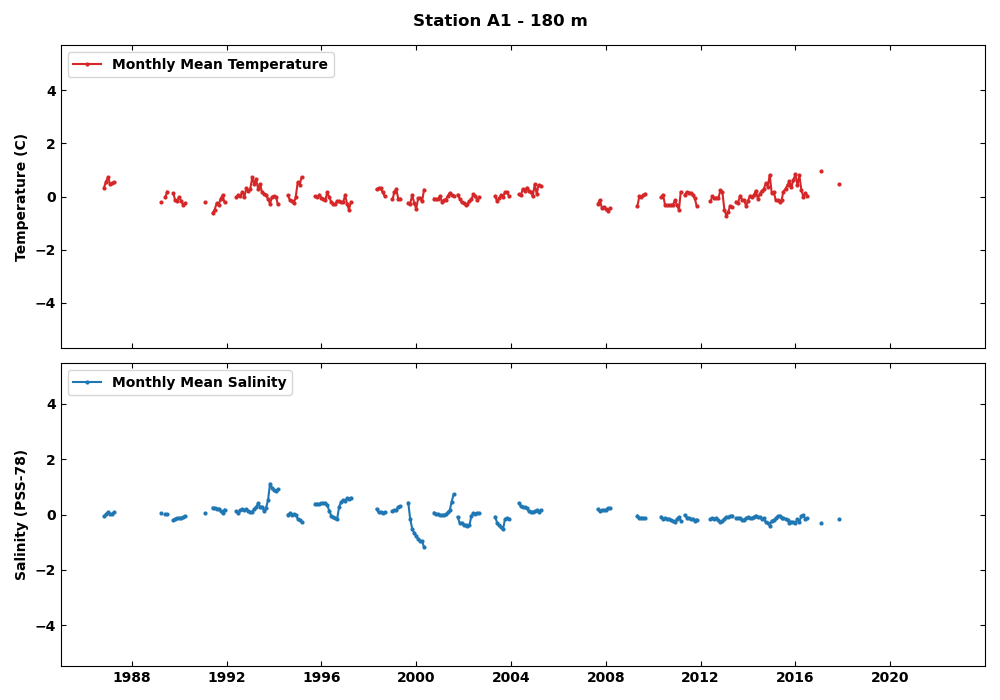 Station A1 - 180 m
Monthly Mean Temperature
4
2
0
−2
−4
Temperature (C)
Monthly Mean Salinity
4
2
0
−2
−4
Salinity (PSS-78)
1988 1992 1996 2000 2004 2008 2012 2016 2020